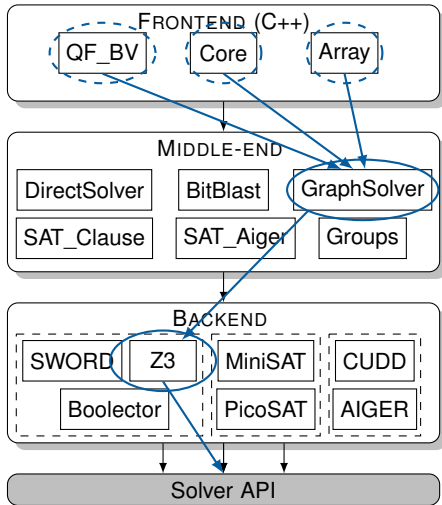 FRONTEND (C++)
QF_BV Core Array
MIDDLE-END
DirectSolver BitBlast GraphSolver
SAT_Clause SAT_Aiger Groups
BACKEND
SWORD Z3 MiniSAT CUDD
Boolector PicoSAT AIGER
Solver API